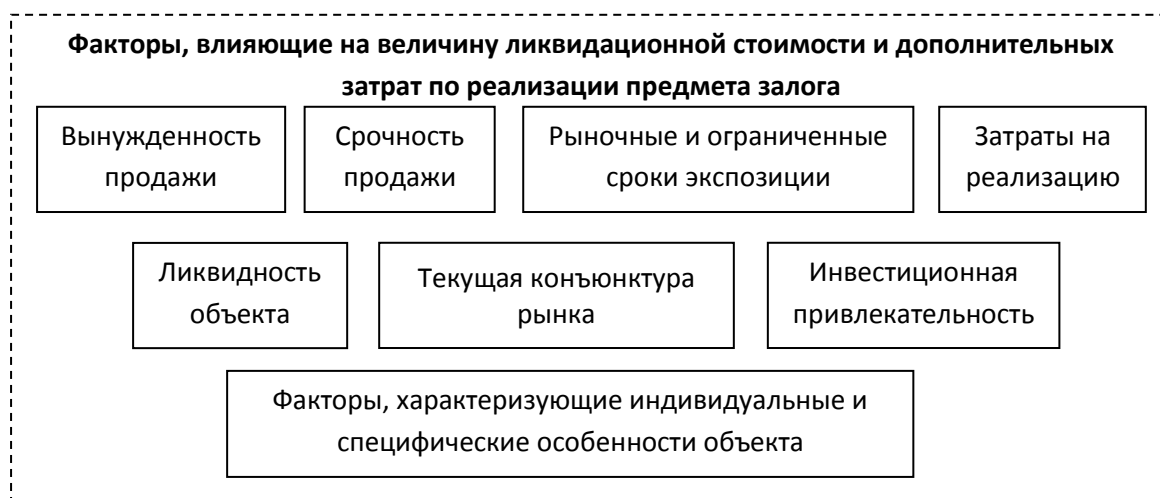 Факторы, влияющие на величину ликвидационной стоимости и дополнительных
затрат по реализации предмета залога
Вынужденность
продажи
Срочность
продажи
Рыночные и ограниченные
сроки экспозиции
Затраты на
реализацию
Ликвидность
объекта
Текущая конъюнктура
рынка
Инвестиционная
привлекательность
Факторы, характеризующие индивидуальные и
специфические особенности объекта